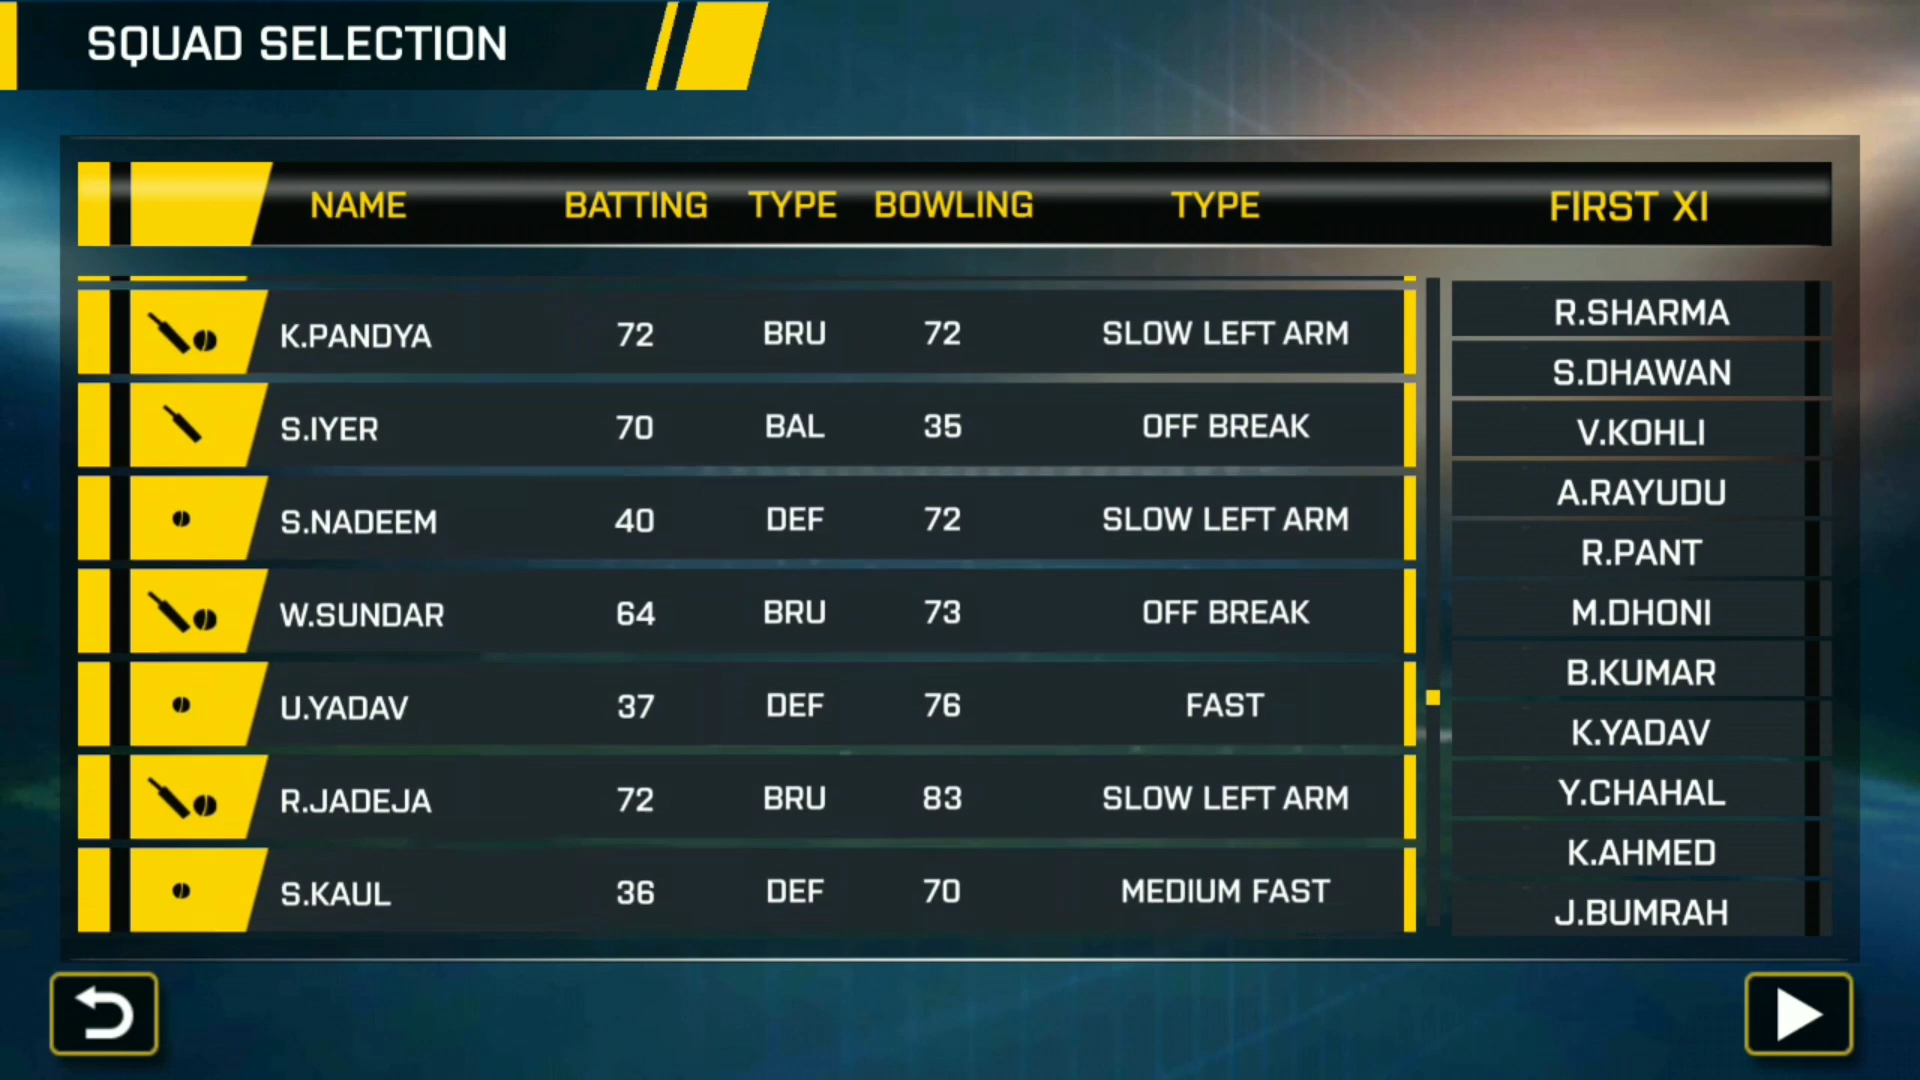 SQUAD SELECTION
NAME BATTING TYPE BOWLING TYPE FIRST XI
K.PANDYA 72 BRU 72 SLOW LEFT ARM
S.IYER 70 BAL 35 OFF BREAK
S.NADEEM 40 DEF 72 SLOW LEFT ARM
W.SUNDAR 64 BRU 73 OFF BREAK
U.YADAV 37 DEF 76 FAST
R.JADEJA 72 BRU 83 SLOW LEFT ARM
S.KAUL 36 DEF 70 MEDIUM FAST
R.SHARMA
S.DHAWAN
V.KOHLI
A.RAYUDU
R.PANT
M.DHONI
B.KUMAR
K.YADAV
Y.CHAHAL
K.AHMED
J.BUMRAH